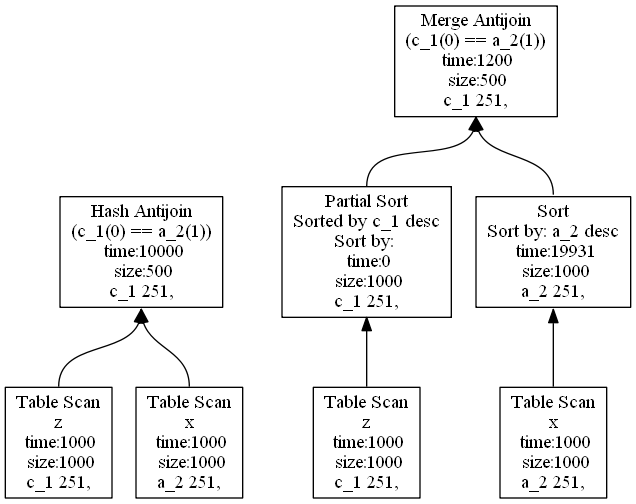 Merge Antijoin
(c_1(0) == a_2(1))
time:1200
size:500
c_1 251,
Hash Antijoin
(c_1(0) == a_2(1))
time:10000
size:500
c_1 251,
Partial Sort
Sorted by c_1 desc
Sort by:
time:0
size:1000
c_1 251,
Sort
Sort by: a_2 desc
time:19931
size:1000
a_2 251,
Table Scan
z
time:1000
size:1000
c_1 251,
Table Scan
x
time:1000
size:1000
a_2 251,
Table Scan
z
time:1000
size:1000
c_1 251,
Table Scan
x
time:1000
size:1000
a_2 251,